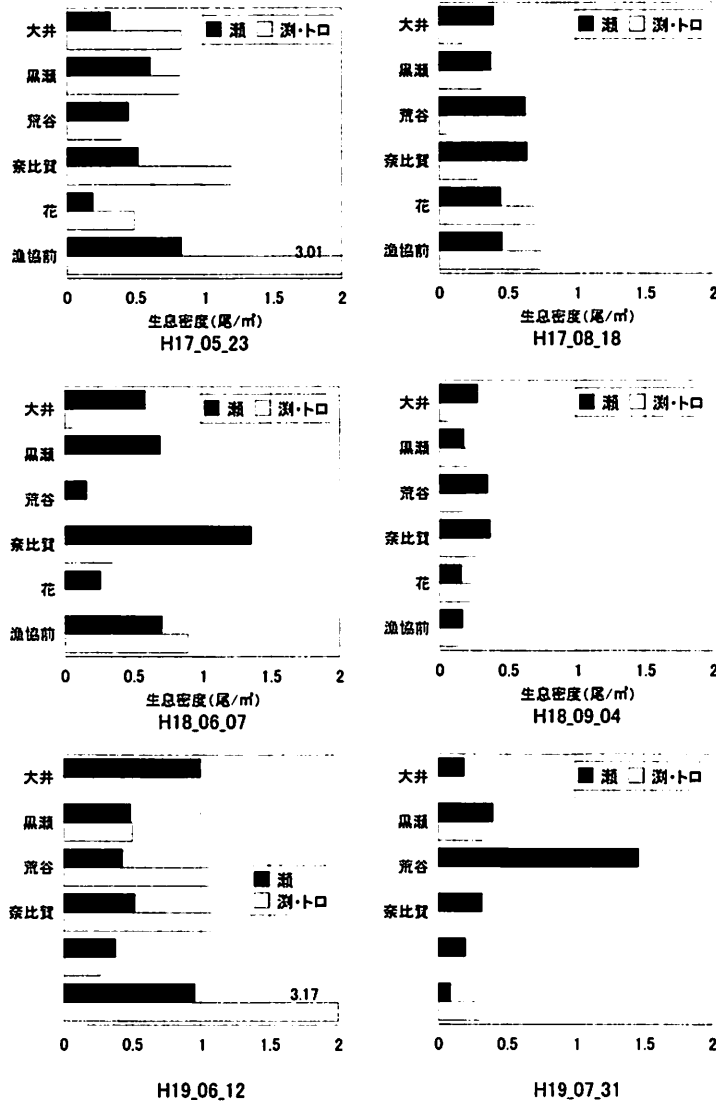 大井
黒瀬
荒谷
奈比賀
花
漁協前
■ 瀬 □ 渕・トロ
3.01
0 0.5 1 1.5 2
生息密度(尾/㎡)
H17_05_23
大井
黒瀬
荒谷
奈比賀
花
漁協前
■ 瀬 □ 渕・トロ
0 0.5 1 1.5 2
生息密度(尾/㎡)
H17_08_18
大井
黒瀬
荒谷
奈比賀
花
漁協前
■ 瀬 □ 渕・トロ
0 0.5 1 1.5 2
生息密度(尾/㎡)
H18_06_07
大井
黒瀬
荒谷
奈比賀
花
漁協前
■ 瀬 □ 渕・トロ
0 0.5 1 1.5 2
生息密度(尾/㎡)
H18_09_04
大井
黒瀬
荒谷
奈比賀
■ 瀬
□ 渕・トロ
3.17
0 0.5 1 1.5 2
H19_06_12
大井
黒瀬
荒谷
奈比賀
■ 瀬 □ 渕・トロ
0 0.5 1 1.5 2
H19_07_31